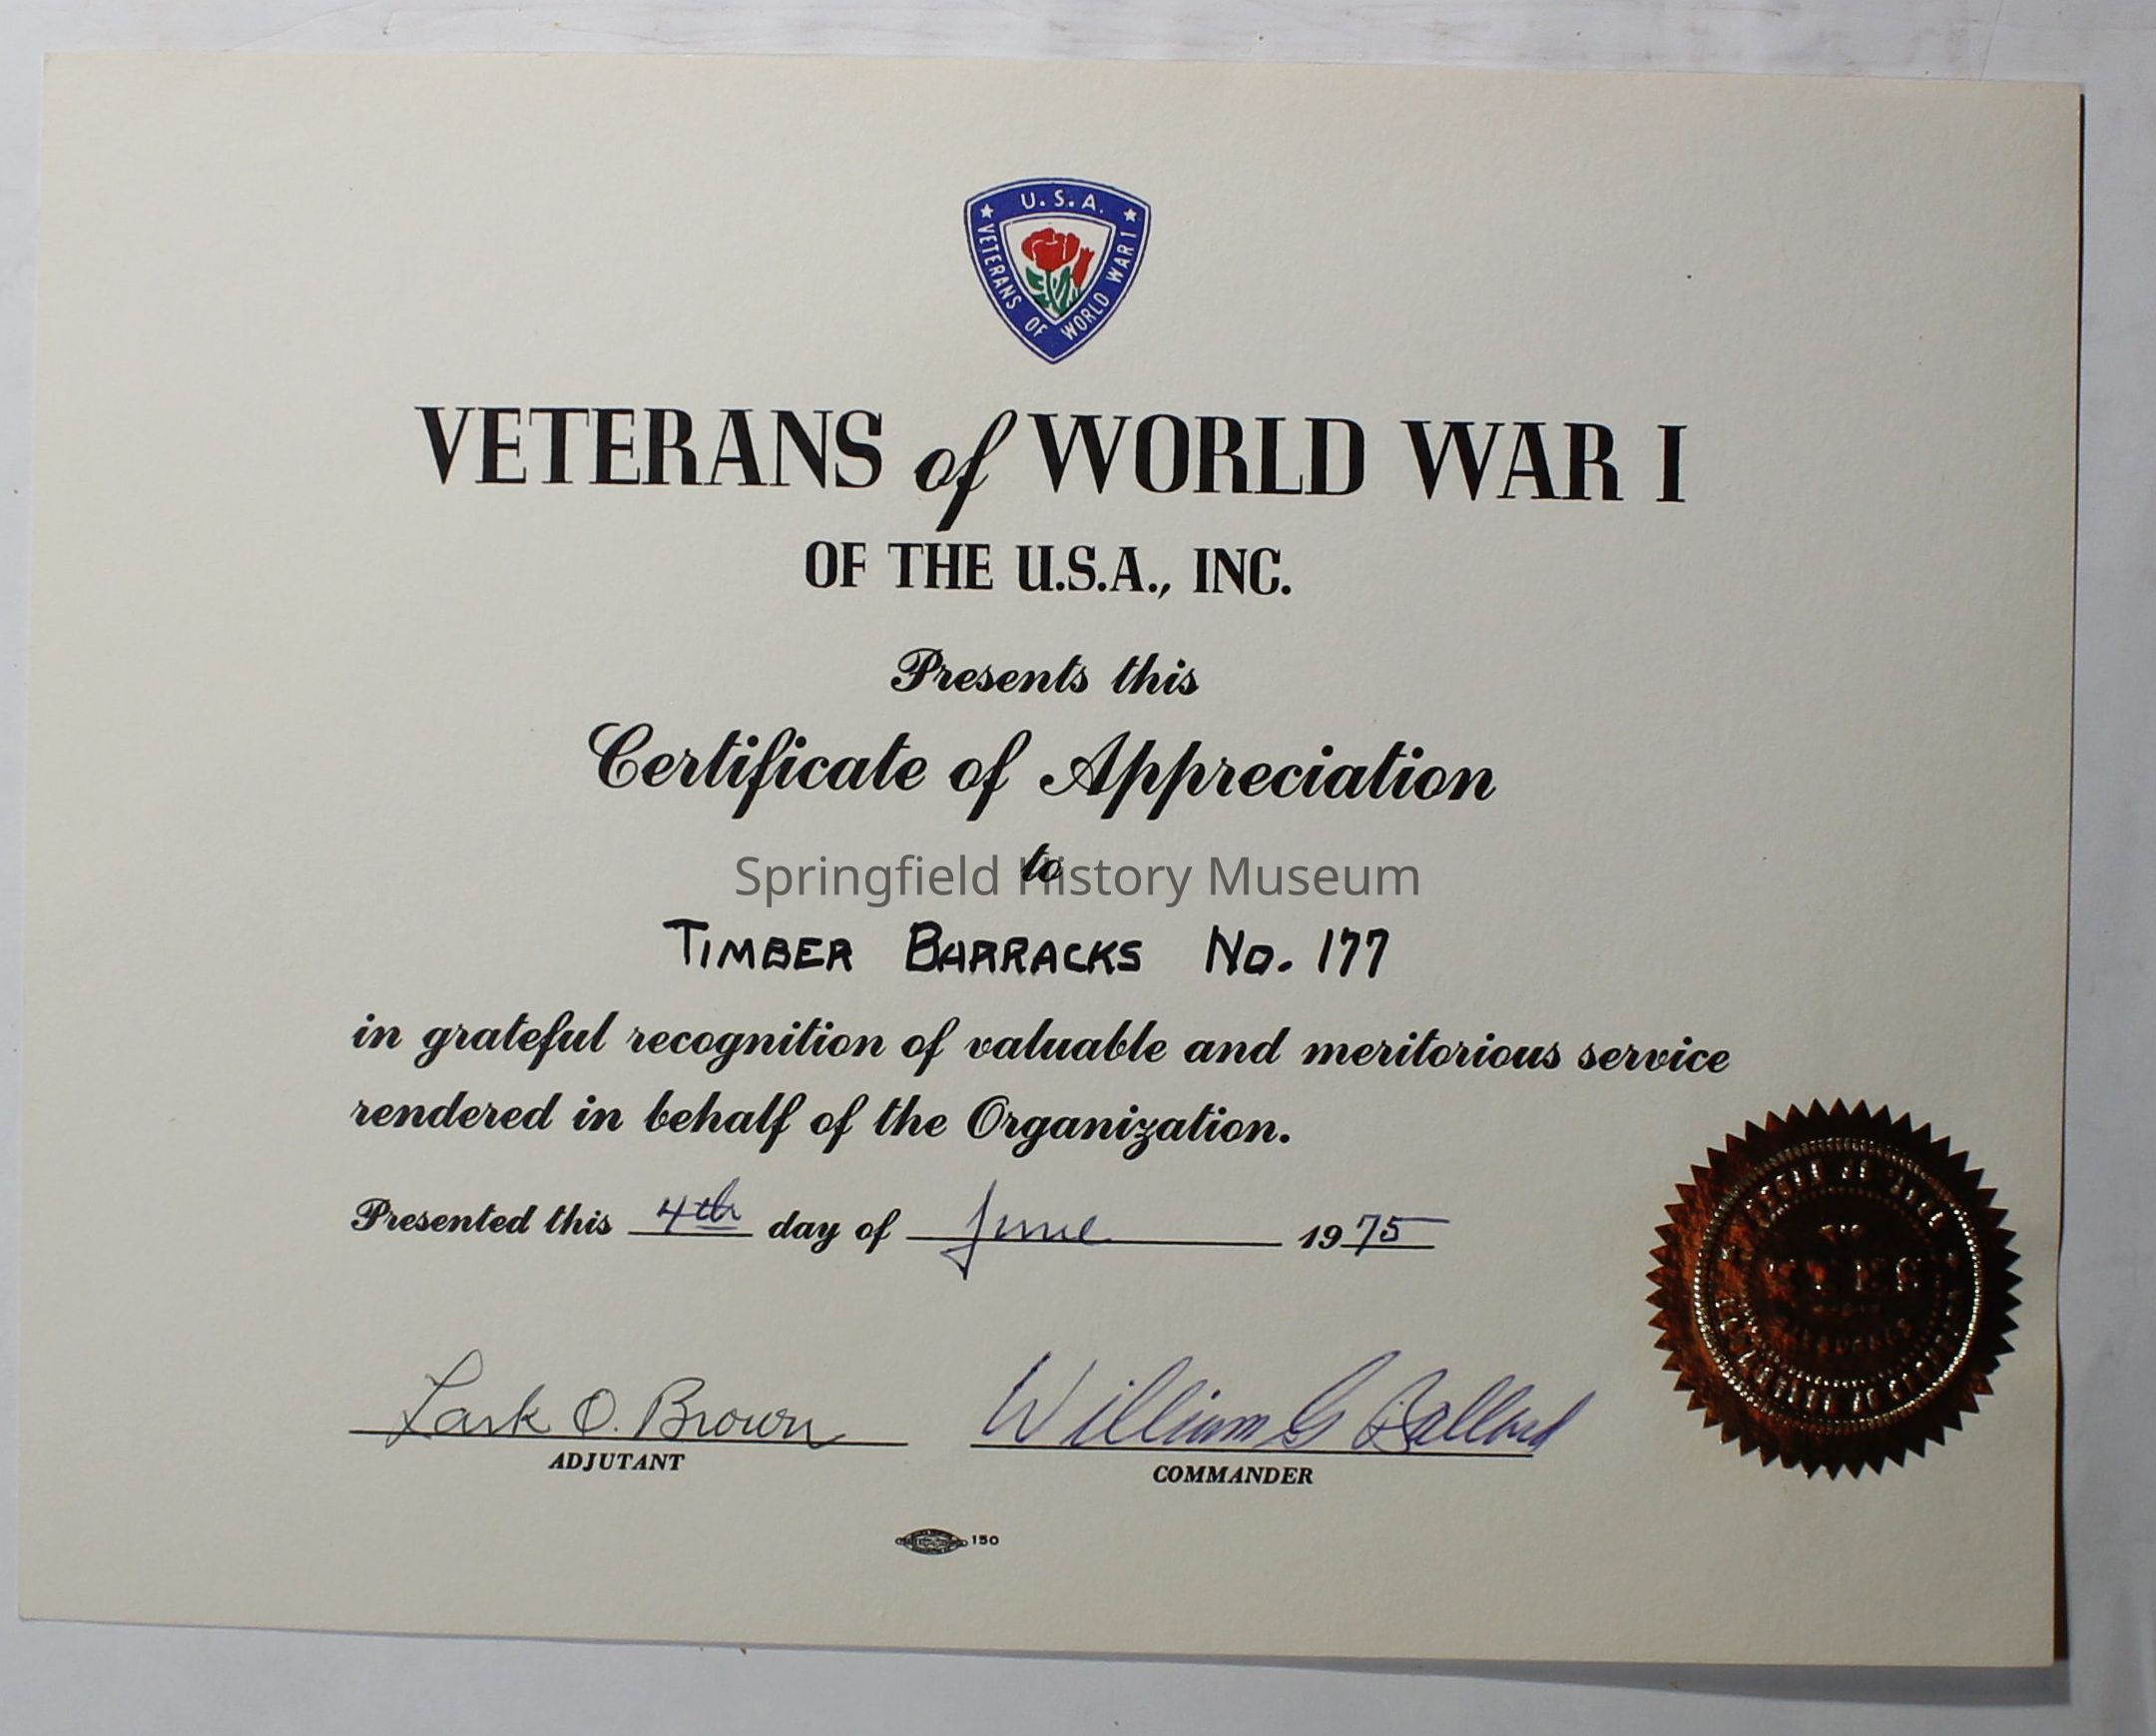 U. S. A.
VETERANS OF WORLD WAR I
VETERANS of WORLD WAR I
OF THE U.S.A., INC.
Presents this
Certificate of Appreciation
to
Springfield History Museum
TIMBER BARRACKS No. 177
in grateful recognition of valuable and meritorious service
rendered in behalf of the Organization.
Presented this 4th day of June 1975
Lark O. Brown William G Ballard
ADJUTANT COMMANDER
150